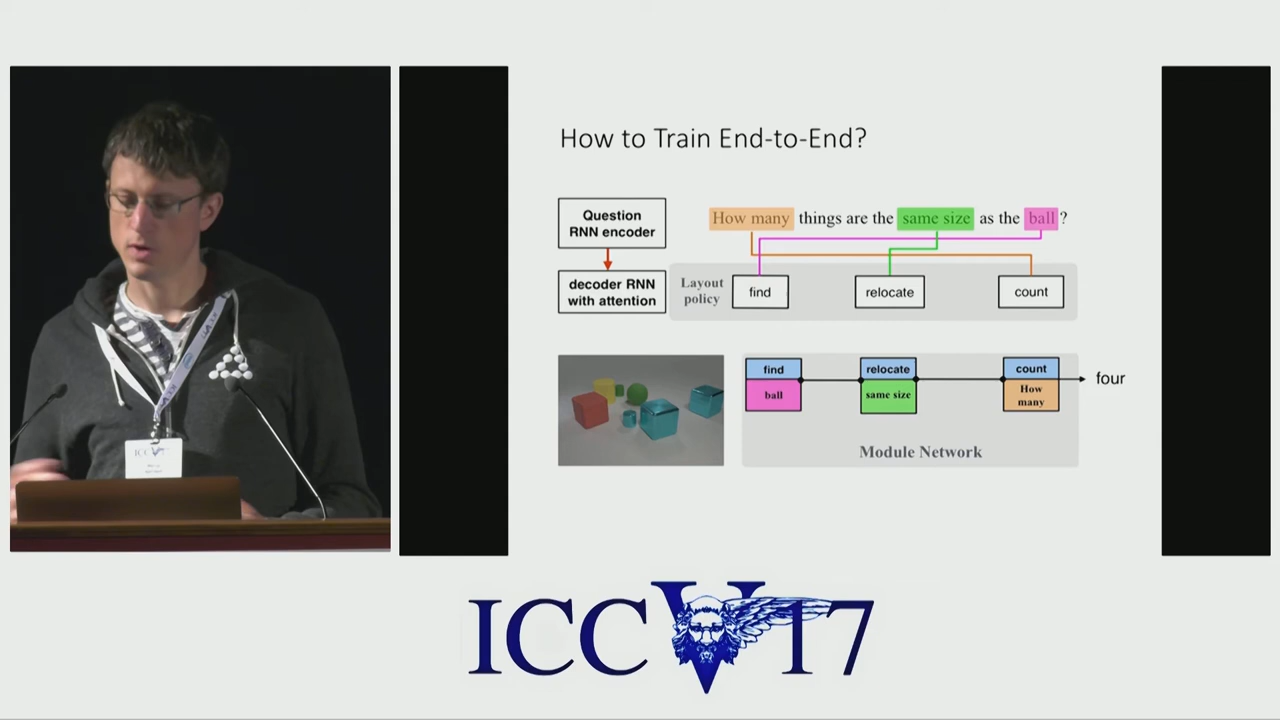 How to Train End-to-End?
Question
RNN encoder
How many things are the same size as the ball ?
decoder RNN
with attention
Layout
policy
find
relocate
count
find
relocate
count
ball
same size
How
many
four
Module Network
ICCV17